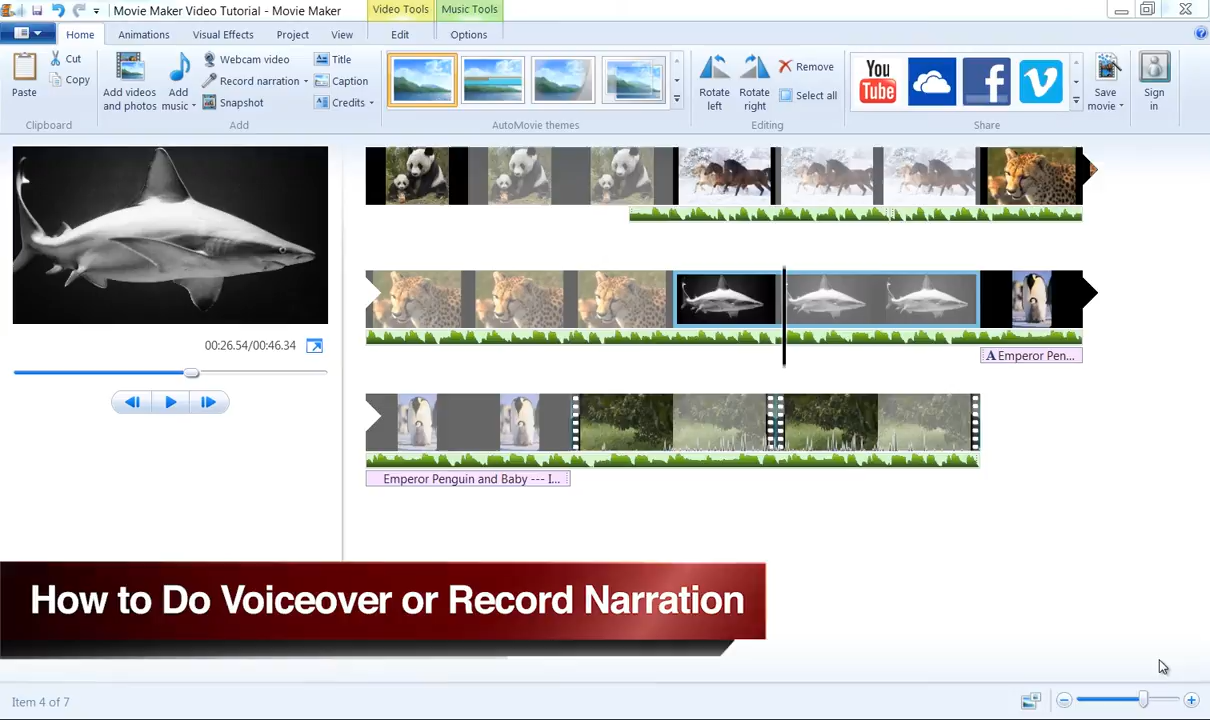 Movie Maker Video Tutorial - Movie Maker
Video Tools
Music Tools
Home
Animations
Visual Effects
Project
View
Edit
Options
Paste
Cut
Copy
Clipboard
Add videos
and photos
Add
music
Webcam video
Record narration
Snapshot
Title
Caption
Credits
Add
AutoMovie themes
Rotate
left
Rotate
right
Remove
Select all
Editing
You
Tube
Share
Save
movie
Sign
in
00:26.54/00:46.34
A Emperor Pen...
Emperor Penguin and Baby --- I...
How to Do Voiceover or Record Narration
Item 4 of 7